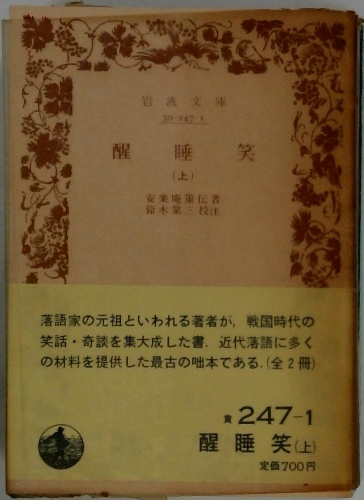 岩波文庫
30-247-1
醒睡笑
(上)
安楽庵策伝著
鈴木棠三校注
落語家の元祖といわれる著者が,戦国時代の
笑話・奇談を集大成した書.近代落語に多く
の材料を提供した最古の咄本である.(全2冊)
黄 247-1
醒睡笑(上)
定価700円